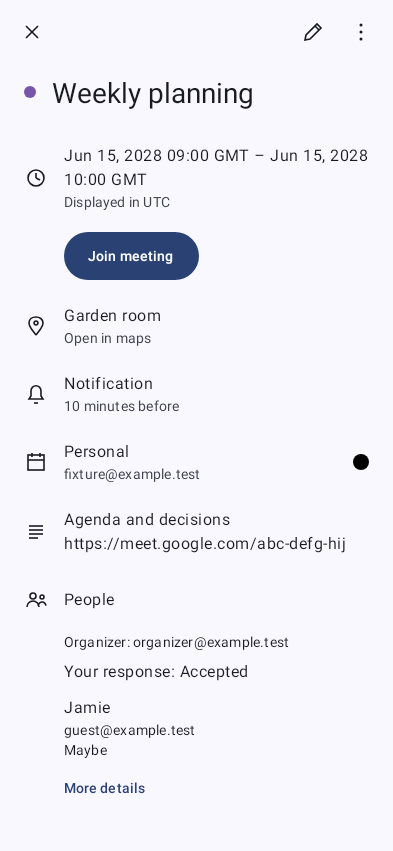 Weekly planning
Jun 15, 2028 09:00 GMT – Jun 15, 2028
10:00 GMT
Displayed in UTC
Join meeting
Garden room
Open in maps
Notification
10 minutes before
Personal
fixture@example.test
Agenda and decisions
https://meet.google.com/abc-defg-hij
People
Organizer: organizer@example.test
Your response: Accepted
Jamie
guest@example.test
Maybe
More details